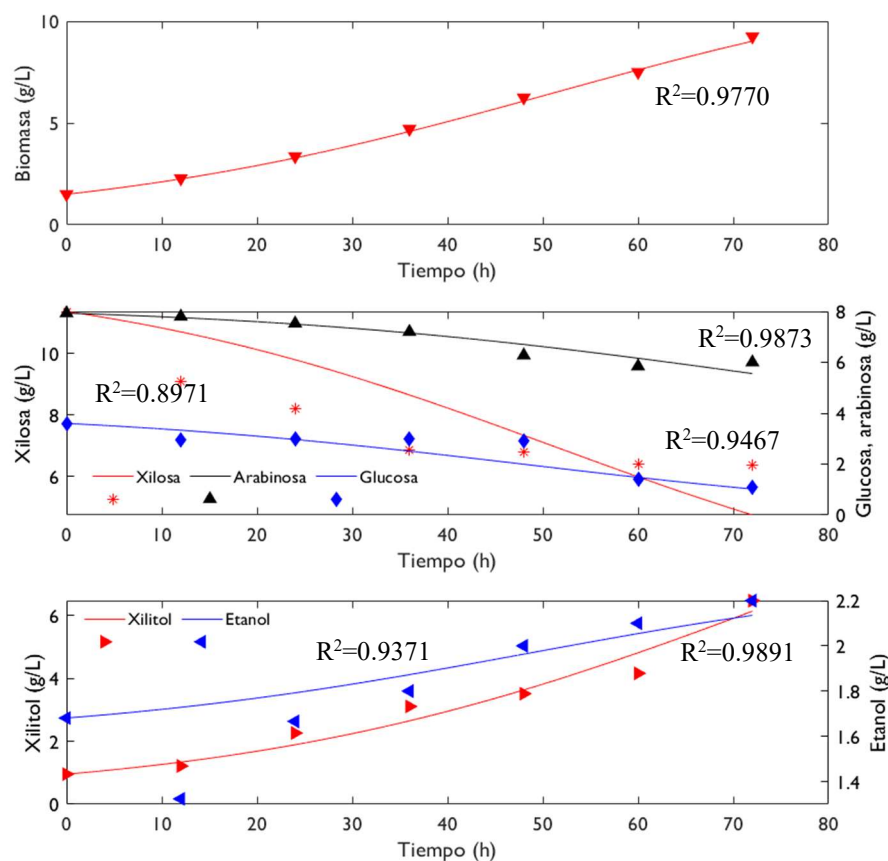 10
5
0
Biomasa (g/L)
R²=0.9770
0 10 20 30 40 50 60 70 80
Tiempo (h)
10
8
6
Xilosa (g/L)
8
6
4
2
0
Glucosa, arabinosa (g/L)
R²=0.9873
R²=0.8971
R²=0.9467
Xilosa Arabinosa Glucosa
0 10 20 30 40 50 60 70 80
Tiempo (h)
6
4
2
0
Xilitol (g/L)
2.2
2
1.8
1.6
1.4
Etanol (g/L)
Xilitol Etanol
R²=0.9371
R²=0.9891
0 10 20 30 40 50 60 70 80
Tiempo (h)